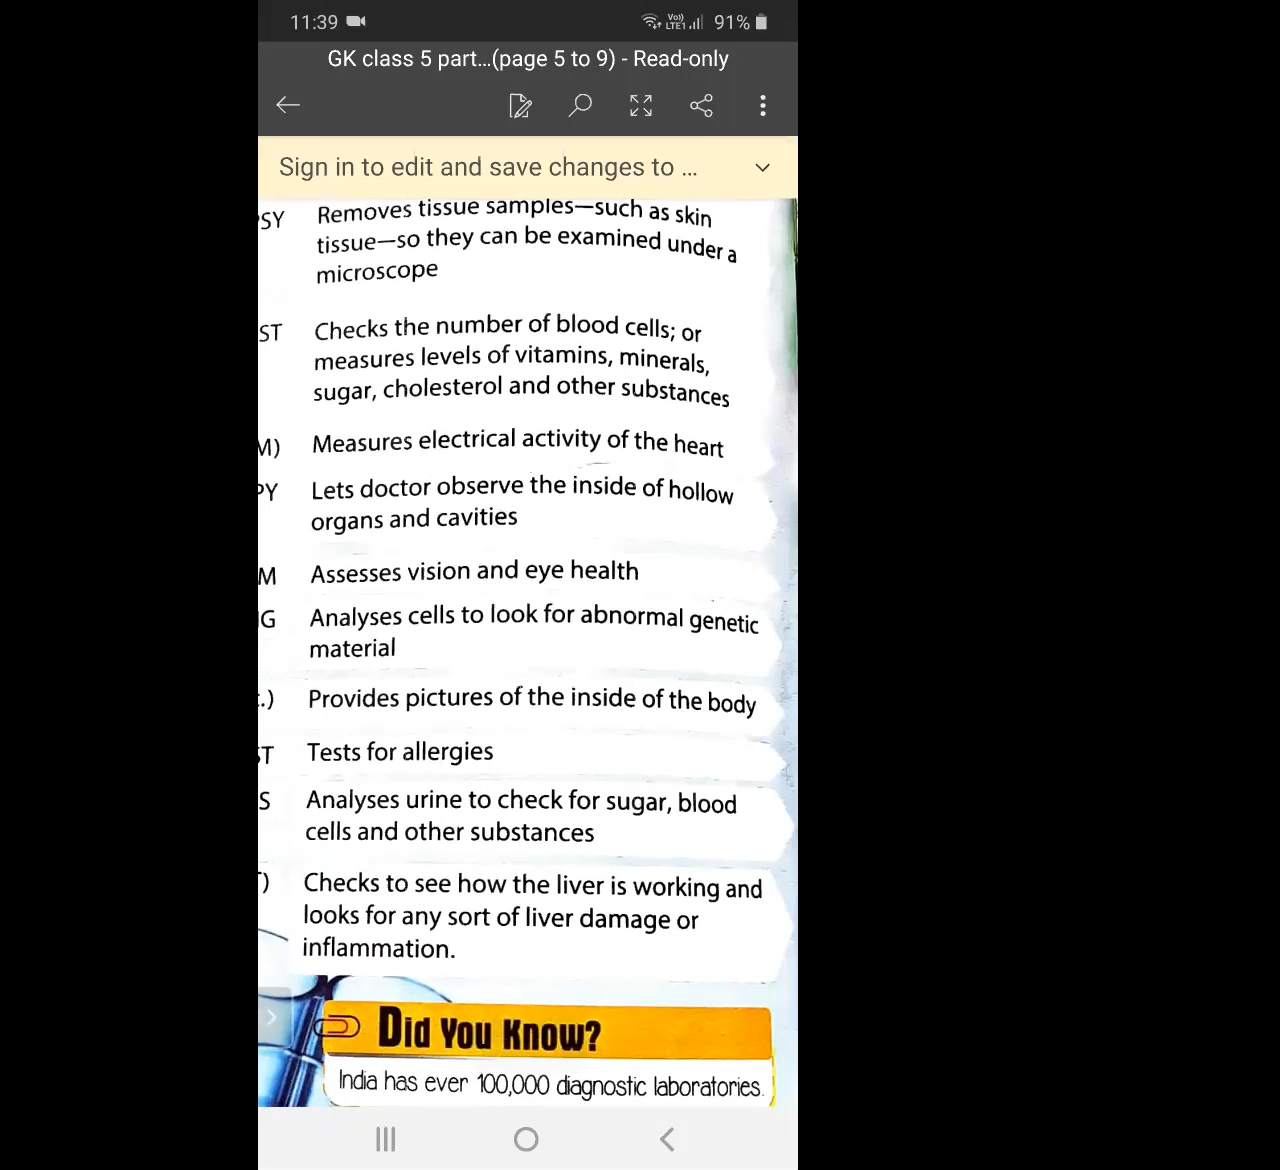 11:39
Vo)) LTE1 91%
GK class 5 part...(page 5 to 9) - Read-only
Sign in to edit and save changes to ...
SY Removes tissue samples—such as skin
tissue—so they can be examined under a
microscope
ST Checks the number of blood cells; or
measures levels of vitamins, minerals,
sugar, cholesterol and other substances
M) Measures electrical activity of the heart
PY Lets doctor observe the inside of hollow
organs and cavities
M Assesses vision and eye health
G Analyses cells to look for abnormal genetic
material
.) Provides pictures of the inside of the body
ST Tests for allergies
S Analyses urine to check for sugar, blood
cells and other substances
) Checks to see how the liver is working and
looks for any sort of liver damage or
inflammation.
Did You Know?
India has ever 100,000 diagnostic laboratories.